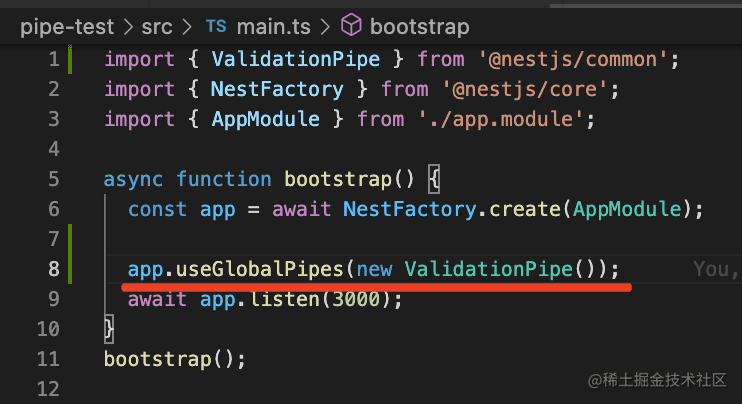 pipe-test > src > TS main.ts > bootstrap
1 import { ValidationPipe } from '@nestjs/common';
2 import { NestFactory } from '@nestjs/core';
3 import { AppModule } from './app.module';
4
5 async function bootstrap() {
6 const app = await NestFactory.create(AppModule);
7
8 app.useGlobalPipes(new ValidationPipe()); You,
9 await app.listen(3000);
10 }
11 bootstrap();
12
@稀土掘金技术社区